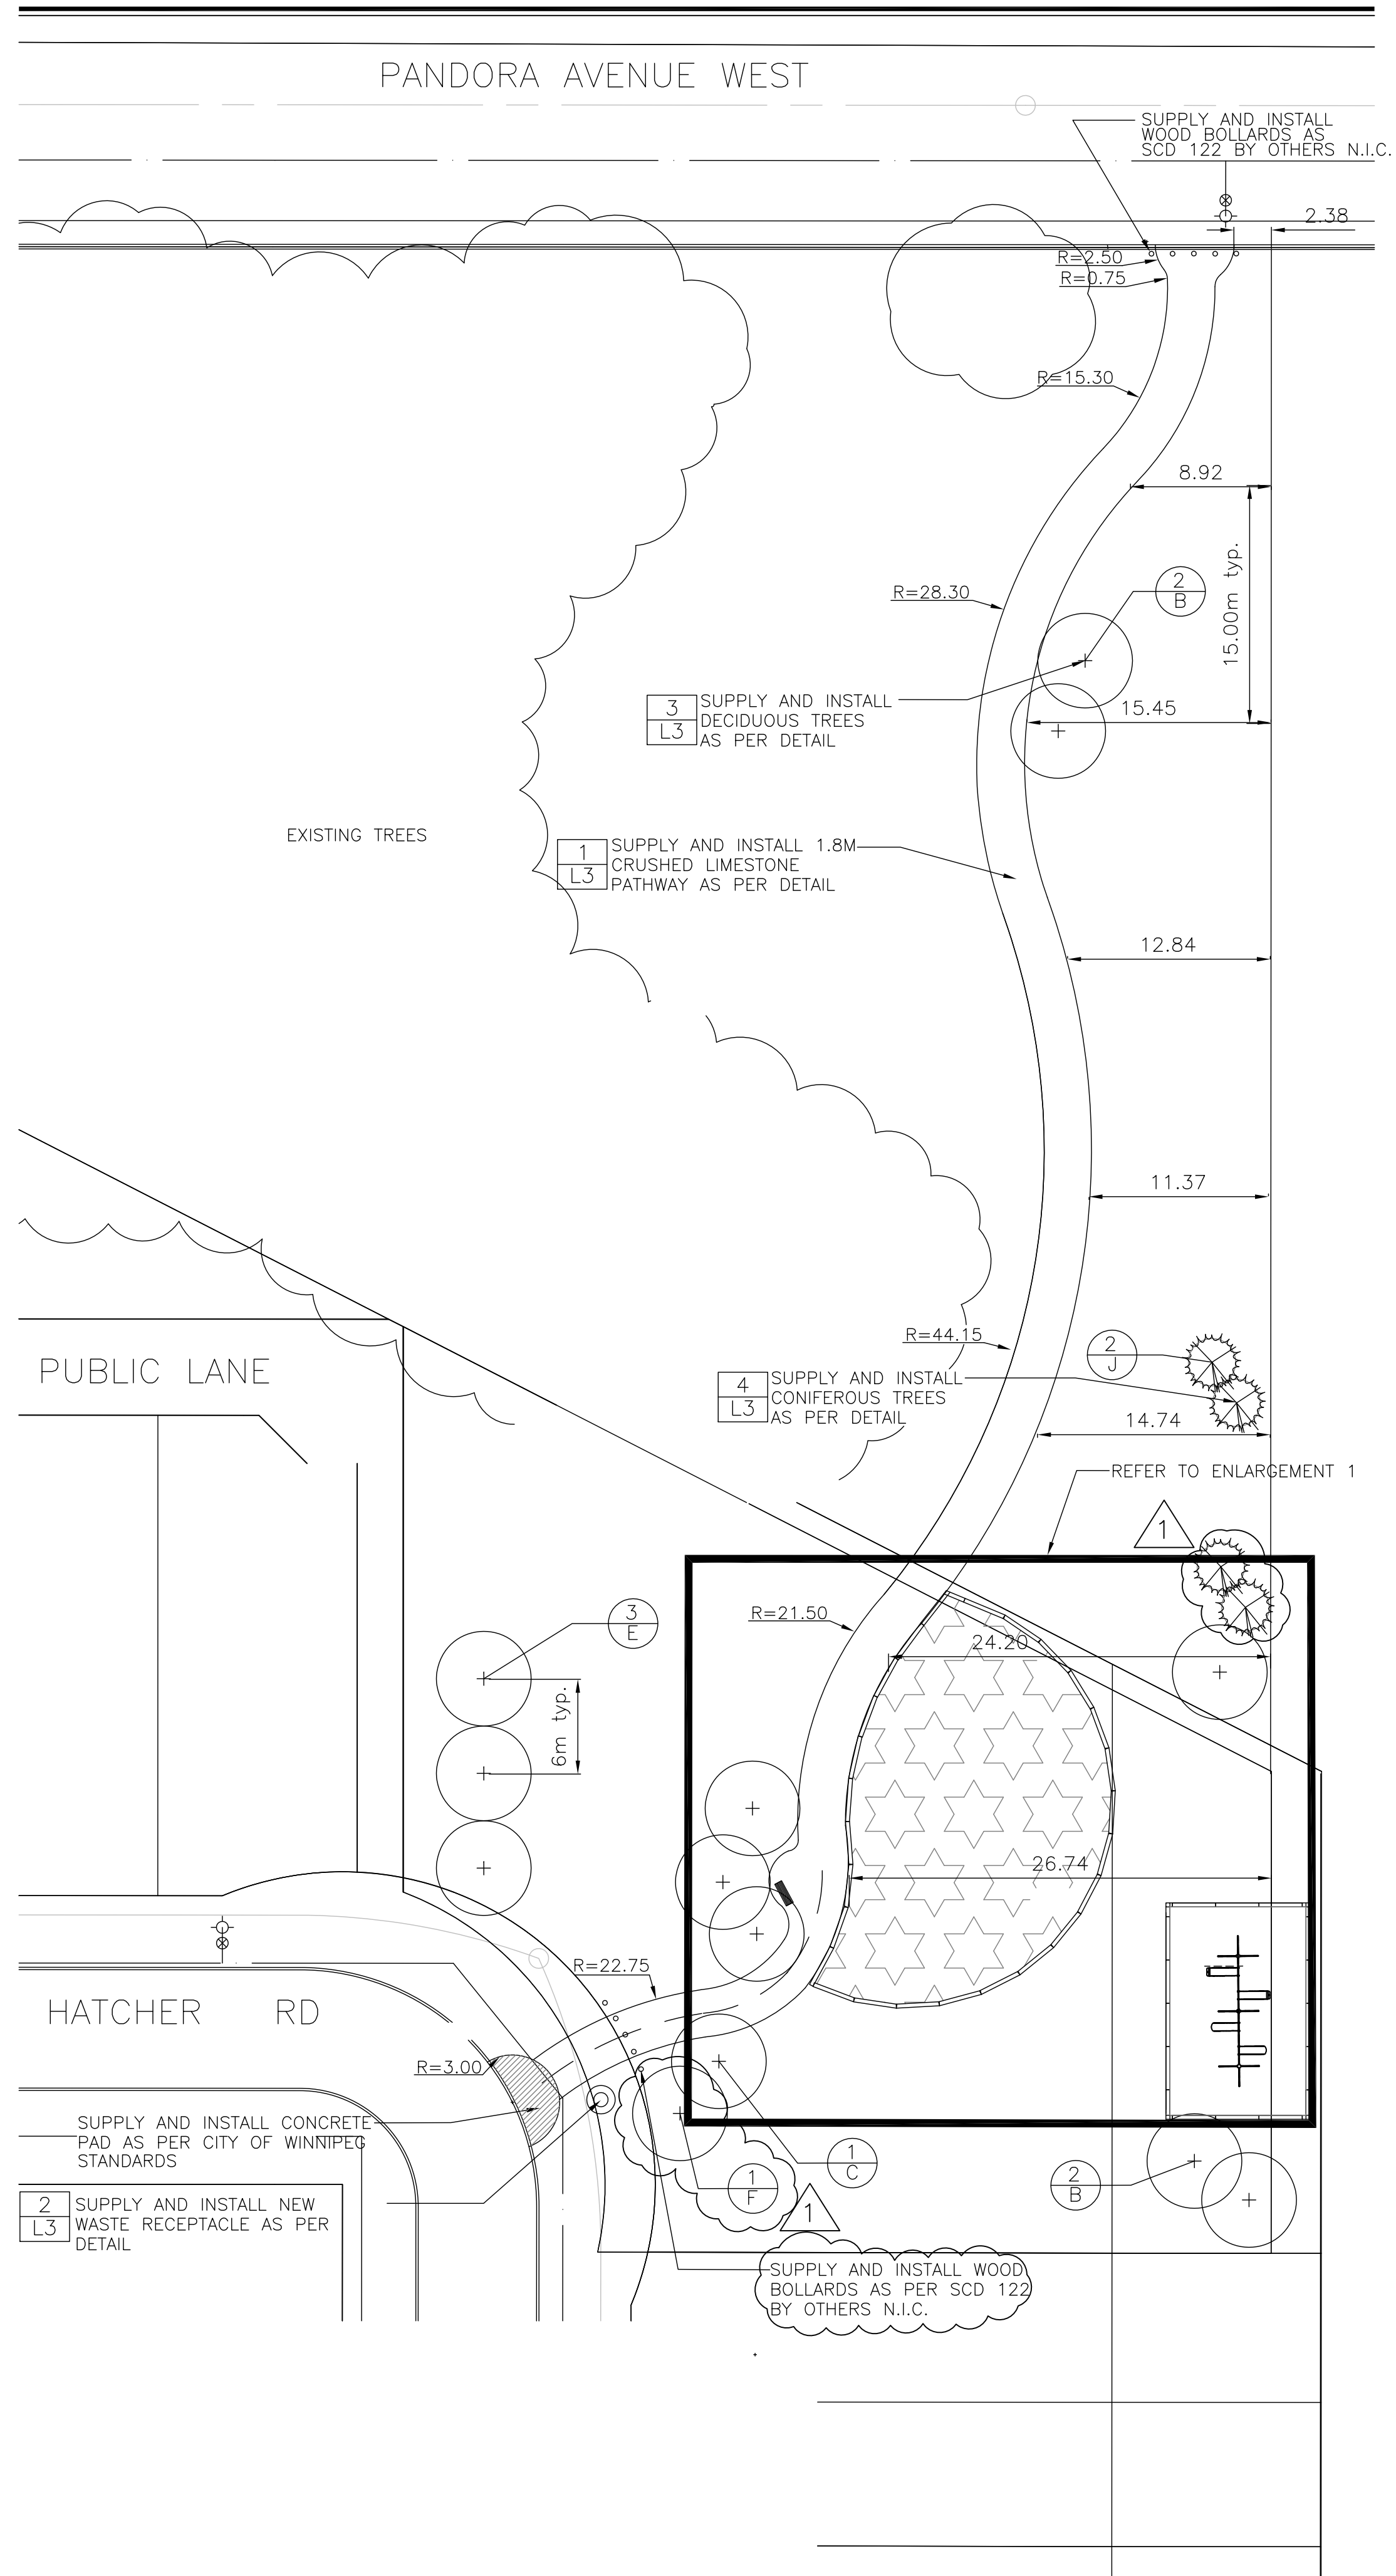 PANDORA AVENUE WEST
SUPPLY AND INSTALL
WOOD BOLLARDS AS
SCD 122 BY OTHERS N.I.C.
2.38
R=2.50
R=0.75
R=15.30
8.92
15.00m typ.
R=28.30
2
B
3
L3
SUPPLY AND INSTALL
DECIDUOUS TREES
AS PER DETAIL
15.45
EXISTING TREES
1
L3
SUPPLY AND INSTALL 1.8M
CRUSHED LIMESTONE
PATHWAY AS PER DETAIL
12.84
11.37
R=44.15
2
J
PUBLIC LANE
4
L3
SUPPLY AND INSTALL
CONIFEROUS TREES
AS PER DETAIL
14.74
REFER TO ENLARGEMENT 1
1
3
E
R=21.50
24.20
6m typ.
26.74
R=22.75
HATCHER RD
R=3.00
SUPPLY AND INSTALL CONCRETE
PAD AS PER CITY OF WINNIPEG
STANDARDS
1
C
1
F
2
B
1
2
L3
SUPPLY AND INSTALL NEW
WASTE RECEPTACLE AS PER
DETAIL
SUPPLY AND INSTALL WOOD
BOLLARDS AS PER SCD 122
BY OTHERS N.I.C.